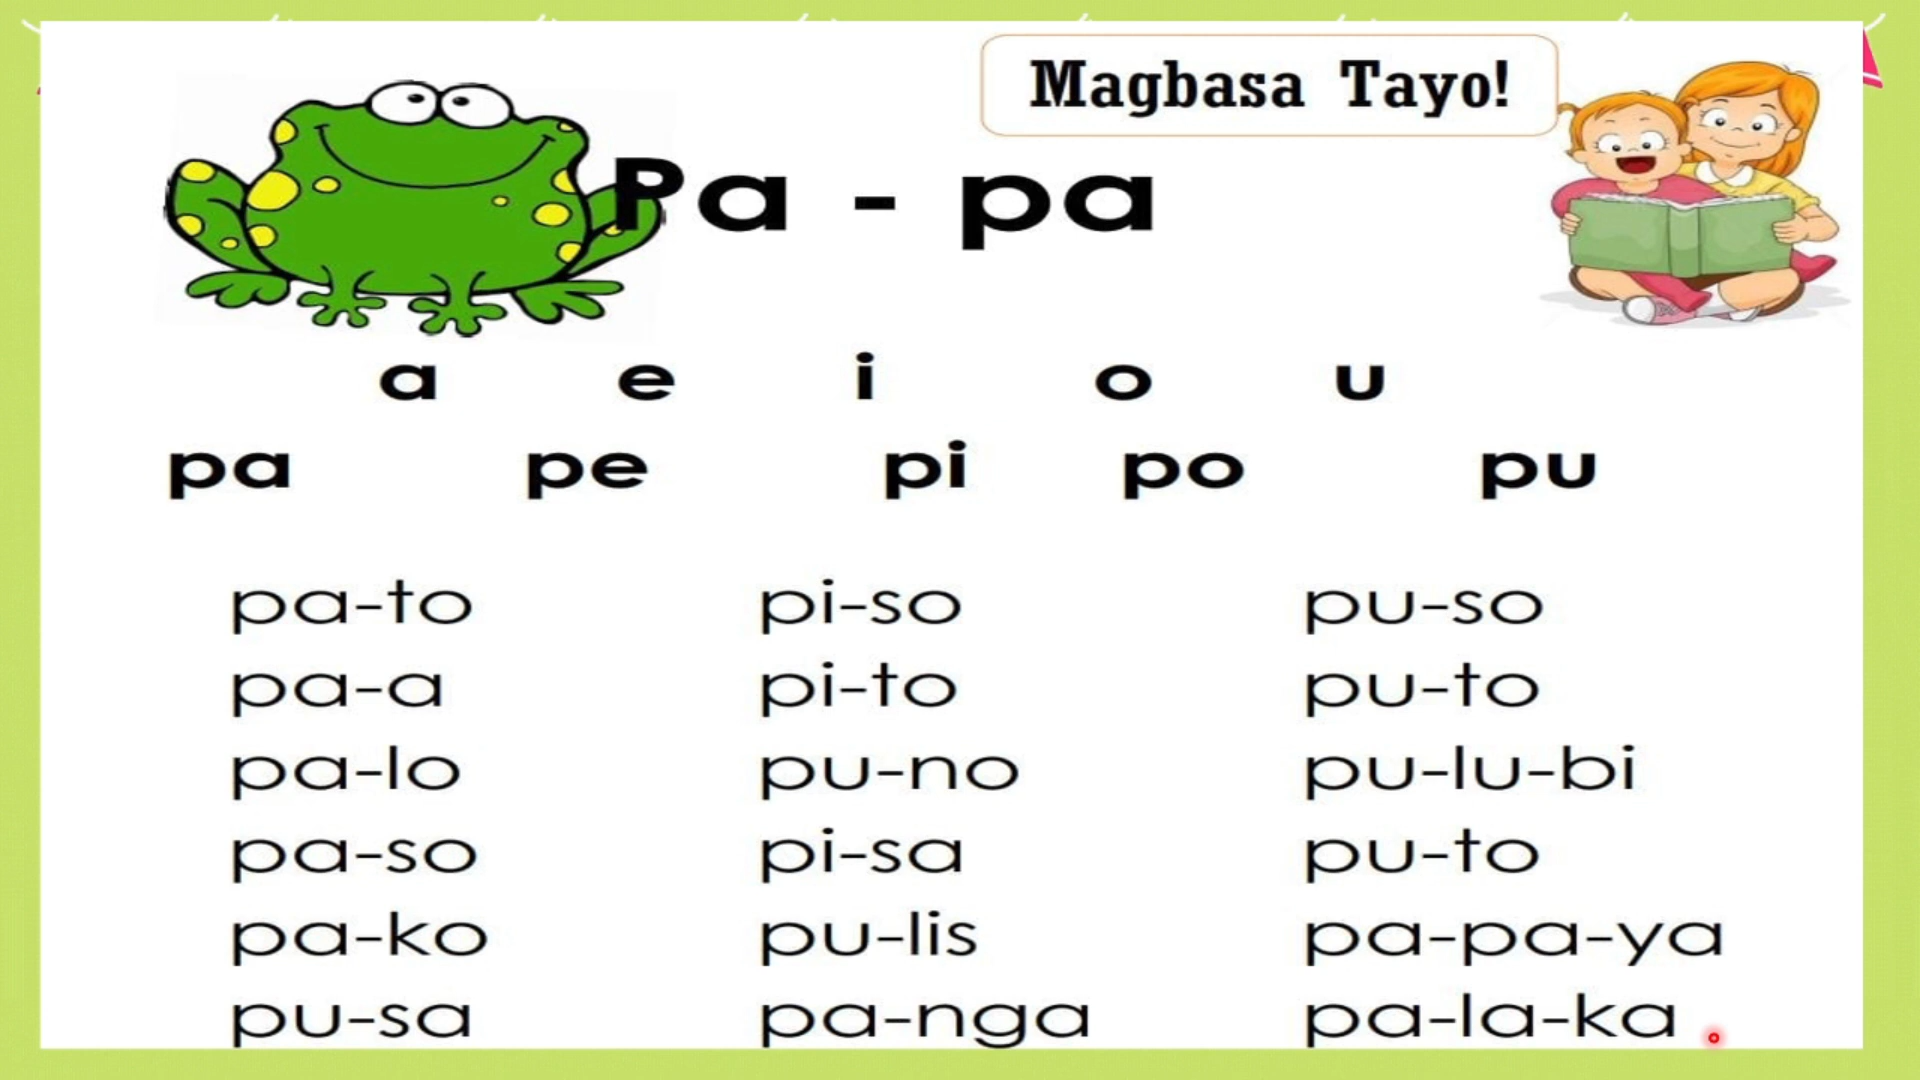 Magbasa Tayo!
Pa - pa
a e i o u
pa pe pi po pu
pa-to pi-so pu-so
pa-a pi-to pu-to
pa-lo pu-no pu-lu-bi
pa-so pi-sa pu-to
pa-ko pu-lis pa-pa-ya
pu-sa pa-nga pa-la-ka